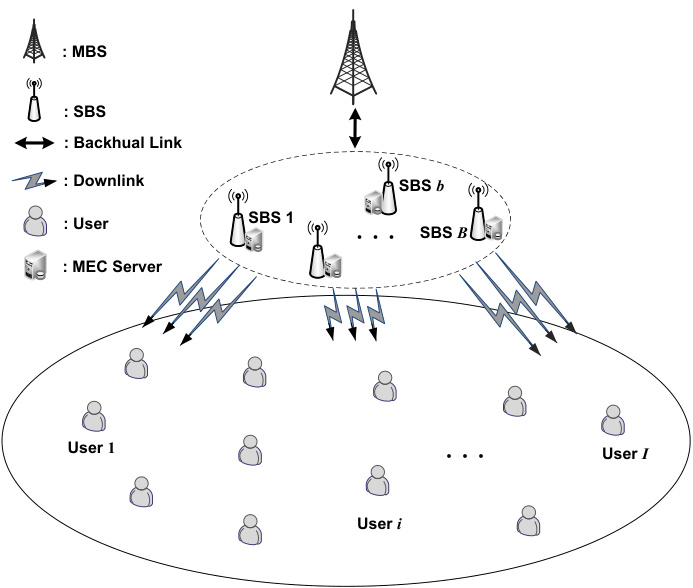 : MBS
: SBS
: Backhual Link
: Downlink
: User
: MEC Server
SBS b
SBS 1
SBS B
. . .
User 1
. . .
User I
User i